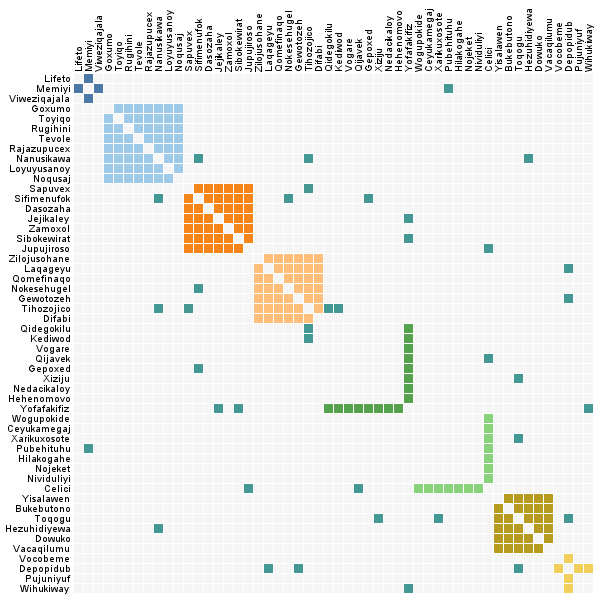 Lifeto
Memiyi
Viweziqajala
Goxumo
Toyiqo
Rugihini
Tevole
Rajazupucex
Nanusikawa
Loyuyusanoy
Noqusaj
Sapuvex
Sifimenufok
Dasozaha
Jejikaley
Zamoxol
Sibokewirat
Jupujiroso
Zilojusohane
Laqageyu
Qomefinaqo
Nokesehugel
Gewotozeh
Tihozojico
Difabi
Qidegokilu
Kediwod
Vogare
Qijavek
Gepoxed
Xiziju
Nedacikaloy
Hehenomovo
Yofafakifiz
Wogupokide
Ceyukamegaj
Xarikuxosote
Pubehituhu
Hilakogahe
Nojeket
Nividuliyi
Celici
Yisalawen
Bukebutono
Toqogu
Hezuhidiyewa
Dowuko
Vacaqilumu
Vocobeme
Depopidub
Pujuniyuf
Wihukiway
Lifeto
Memiyi
Viweziqajala
Goxumo
Toyiqo
Rugihini
Tevole
Rajazupucex
Nanusikawa
Loyuyusanoy
Noqusaj
Sapuvex
Sifimenufok
Dasozaha
Jejikaley
Zamoxol
Sibokewirat
Jupujiroso
Zilojusohane
Laqageyu
Qomefinaqo
Nokesehugel
Gewotozeh
Tihozojico
Difabi
Qidegokilu
Kediwod
Vogare
Qijavek
Gepoxed
Xiziju
Nedacikaloy
Hehenomovo
Yofafakifiz
Wogupokide
Ceyukamegaj
Xarikuxosote
Pubehituhu
Hilakogahe
Nojeket
Nividuliyi
Celici
Yisalawen
Bukebutono
Toqogu
Hezuhidiyewa
Dowuko
Vacaqilumu
Vocobeme
Depopidub
Pujuniyuf
Wihukiway